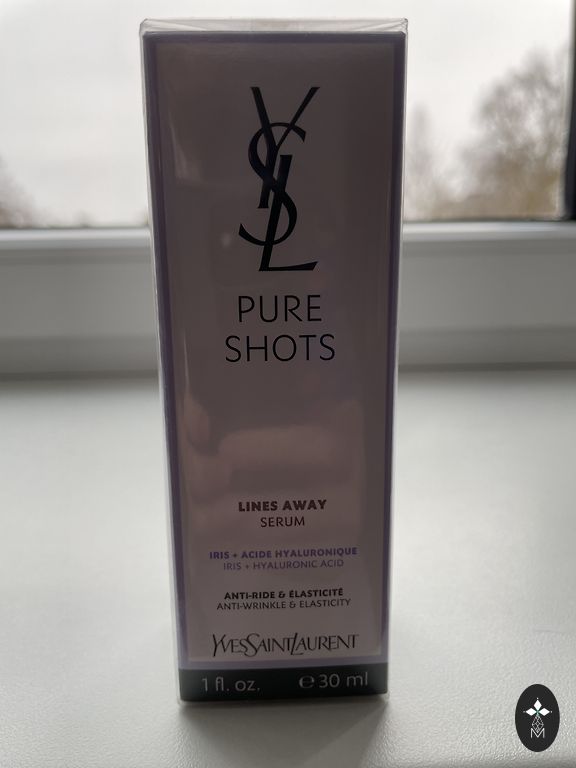 YSL
PURE
SHOTS
LINES AWAY
SERUM
IRIS + ACIDE HYALURONIQUE
IRIS + HYALURONIC ACID
ANTI-RIDE & ÉLASTICITÉ
ANTI-WRINKLE & ELASTICITY
YVESSAINTLAURENT
1 fl. oz. ℮ 30 ml
M